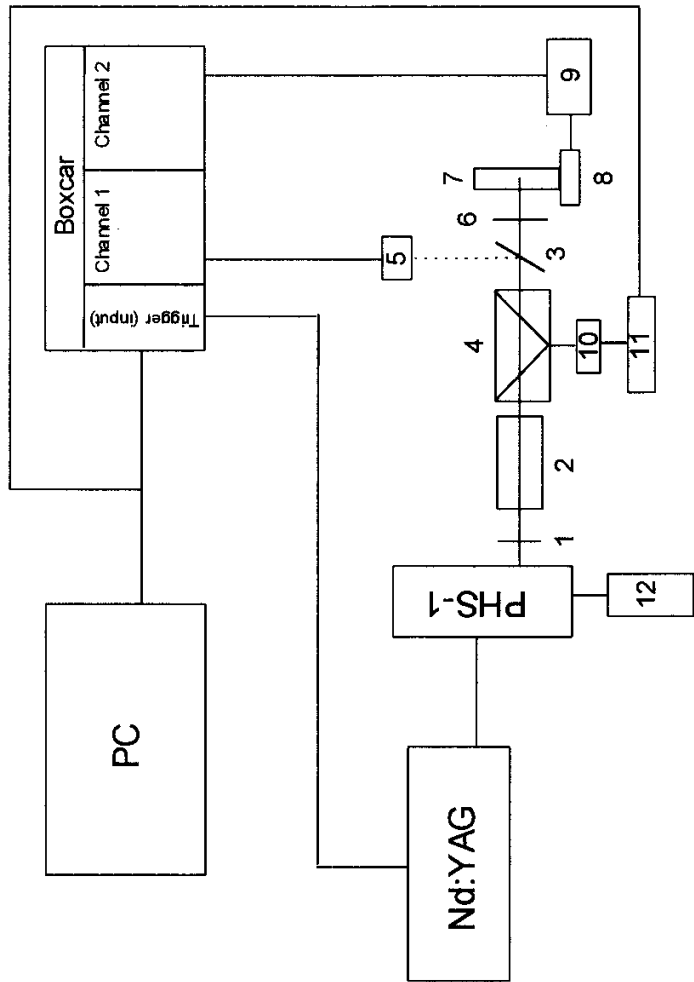 Boxcar
PC
Channel 1
Channel 2
Trigger (input)
5
Nd:YAG
PHS-1
4
6
7
9
1
2
3
8
10
11
12